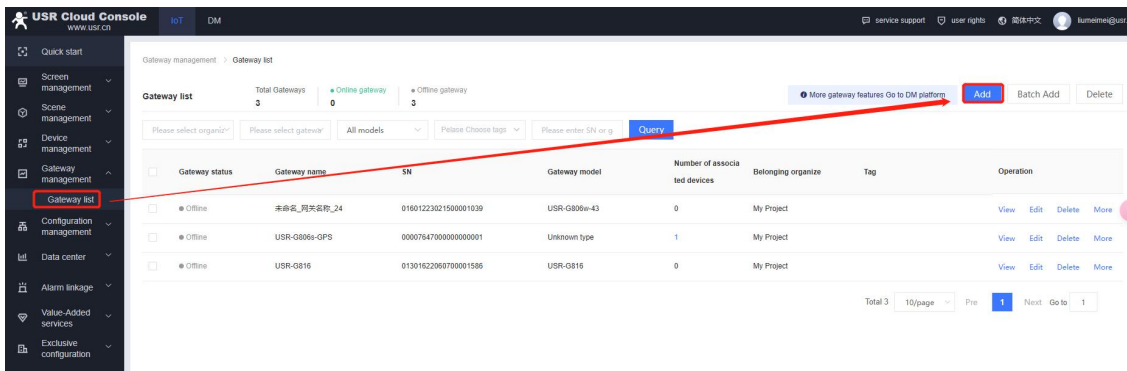 USR Cloud Console
www.usr.cn
IoT
DM
service support
user rights
简体中文
liumeimei@usr.
Quick start
Screen
management
Scene
management
Device
management
Gateway
management
Gateway list
Configuration
management
Data center
Alarm linkage
Value-Added
services
Exclusive
configuration
Gateway management > Gateway list
Gateway list
Total Gateways
3
Online gateway
0
Offline gateway
3
More gateway features Go to DM platform
Add
Batch Add
Delete
Please select organiz
Please select gatewa
All models
Pelase Choose tags
Please enter SN or g
Query
Gateway status
Gateway name
SN
Gateway model
Number of associa
ted devices
Belonging organize
Tag
Operation
Offline 未命名_网关名称_24 01601223021500001039 USR-G806w-43 0 My Project View Edit Delete More
Offline USR-G806s-GPS 00007647000000000001 Unknown type 1 My Project View Edit Delete More
Offline USR-G816 01301622060700001586 USR-G816 0 My Project View Edit Delete More
Total 3 10/page Pre 1 Next Go to 1